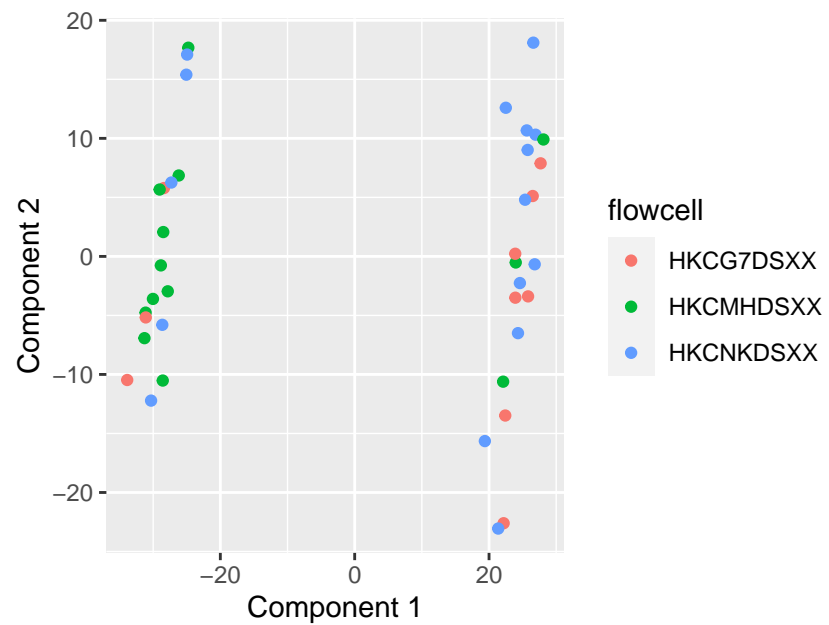 20
10
0
−10
−20
Component 2
−20
0
20
Component 1
flowcell
HKCG7DSXX
HKCMHDSXX
HKCNKDSXX